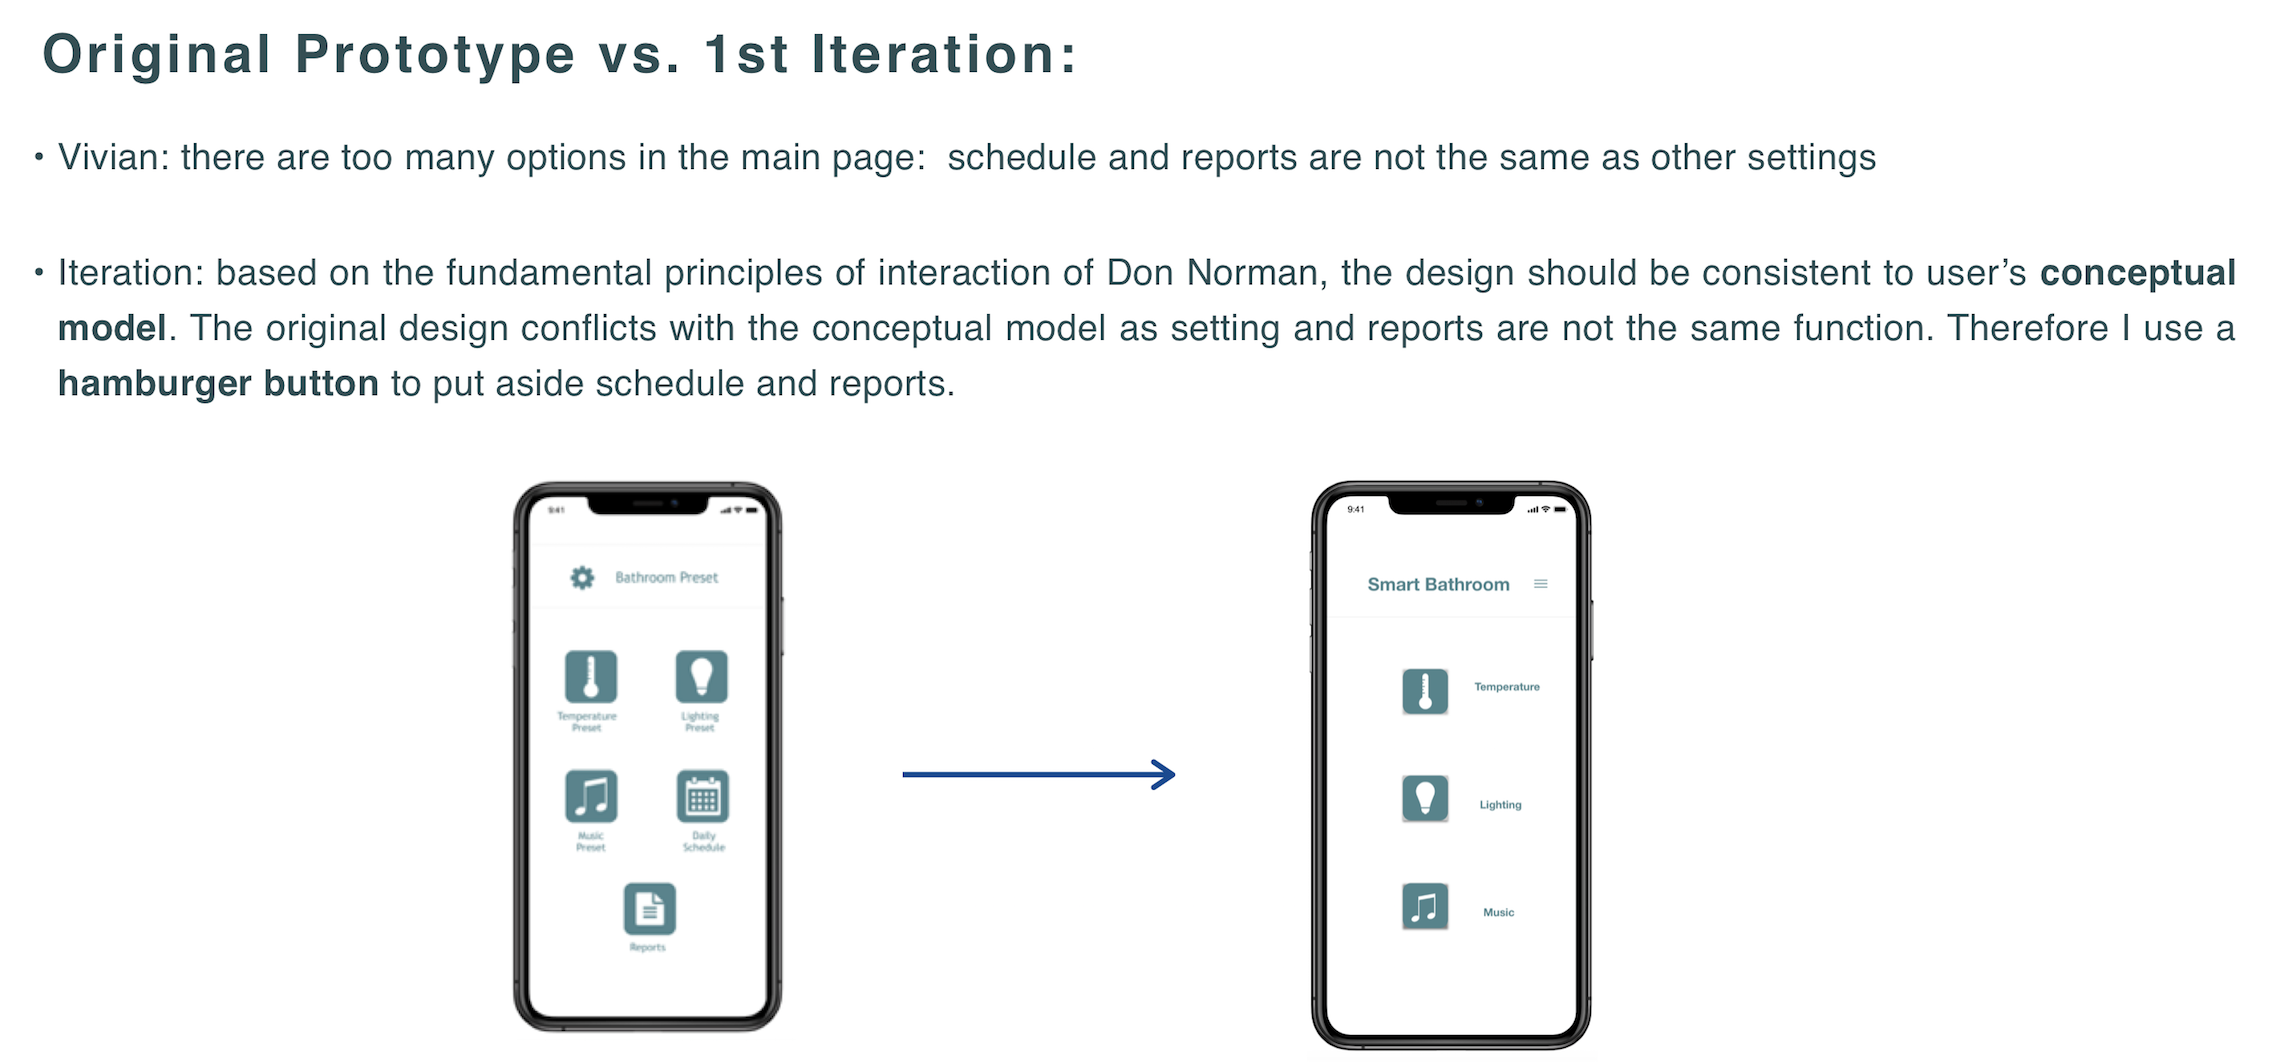 Original Prototype vs. 1st Iteration:
• Vivian: there are too many options in the main page:  schedule and reports are not the same as other settings
• Iteration: based on the fundamental principles of interaction of Don Norman, the design should be consistent to user’s conceptual
model. The original design conflicts with the conceptual model as setting and reports are not the same function. Therefore I use a
hamburger button to put aside schedule and reports.
9:41
Bathroom Preset
Temperature
Preset
Lighting
Preset
Music
Preset
Daily
Schedule
Reports
9:41
Smart Bathroom
Temperature
Lighting
Music